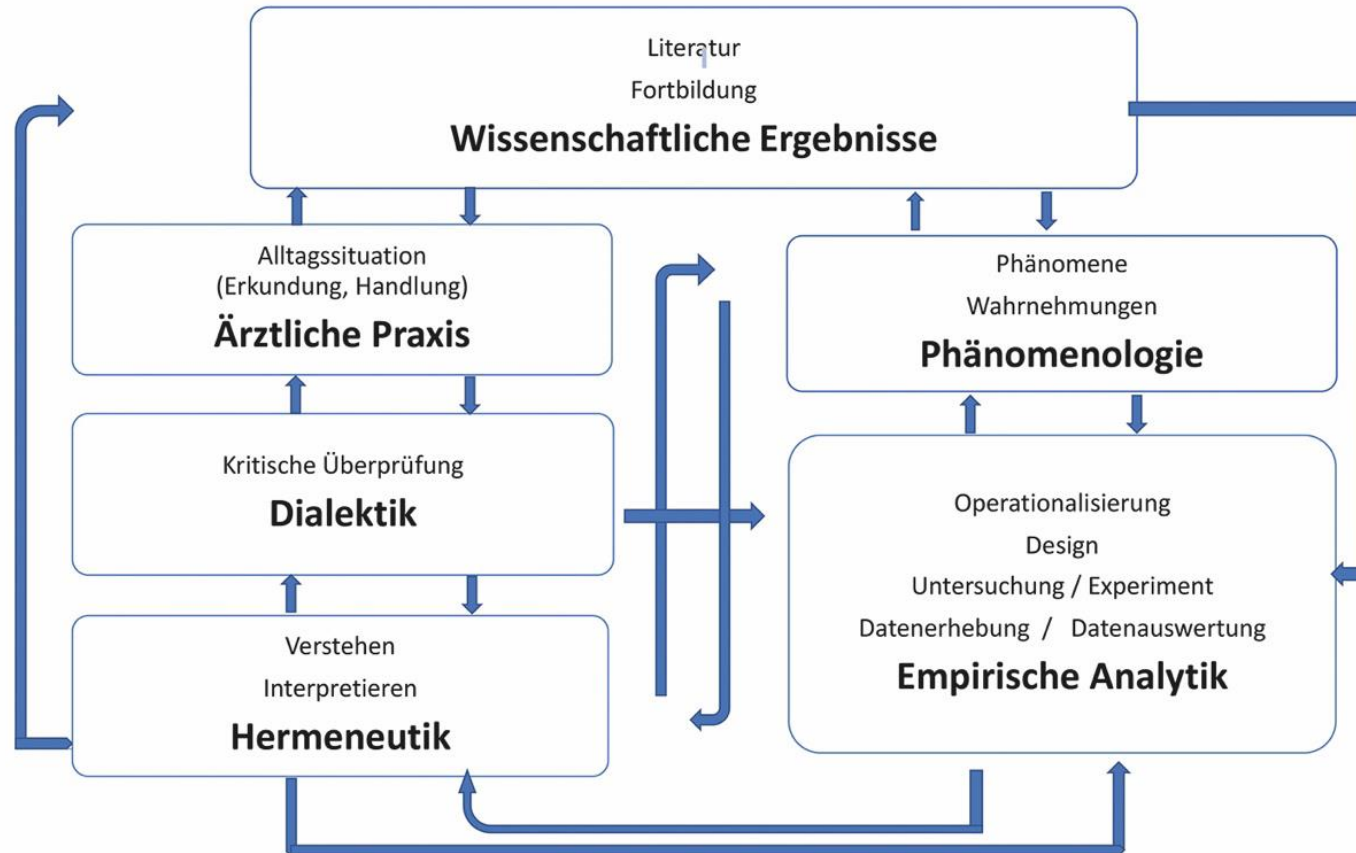 Literatur
Fortbildung
Wissenschaftliche Ergebnisse
Alltagssituation
(Erkundung, Handlung)
Ärztliche Praxis
Kritische Überprüfung
Dialektik
Verstehen
Interpretieren
Hermeneutik
Phänomene
Wahrnehmungen
Phänomenologie
Operationalisierung
Design
Untersuchung / Experiment
Datenerhebung / Datenauswertung
Empirische Analytik